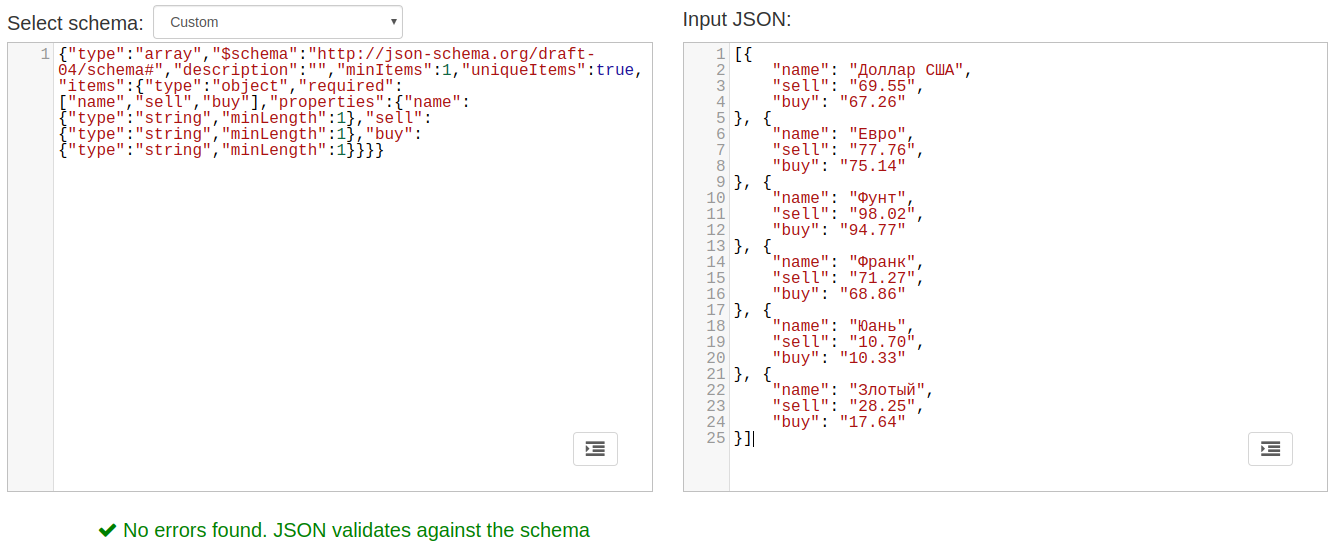 Select schema: Custom
1 {"type":"array","$schema":"http://json-schema.org/draft-
04/schema#","description":"","minItems":1,"uniqueItems":true,
"items":{"type":"object","required":
["name","sell","buy"],"properties":{"name":
{"type":"string","minLength":1},"sell":
{"type":"string","minLength":1},"buy":
{"type":"string","minLength":1}}}}
Input JSON:
1 [{
2     "name": "Доллар США",
3     "sell": "69.55",
4     "buy": "67.26"
5 }, {
6     "name": "Евро",
7     "sell": "77.76",
8     "buy": "75.14"
9 }, {
10     "name": "Фунт",
11     "sell": "98.02",
12     "buy": "94.77"
13 }, {
14     "name": "Франк",
15     "sell": "71.27",
16     "buy": "68.86"
17 }, {
18     "name": "Юань",
19     "sell": "10.70",
20     "buy": "10.33"
21 }, {
22     "name": "Злотый",
23     "sell": "28.25",
24     "buy": "17.64"
25 }]
No errors found. JSON validates against the schema